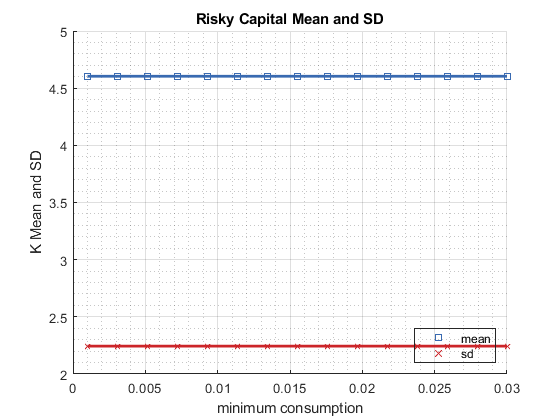 Risky Capital Mean and SD
5
4.5
4
3.5
3
2.5
2
K Mean and SD
mean
sd
0
0.005
0.01
0.015
0.02
0.025
0.03
minimum consumption